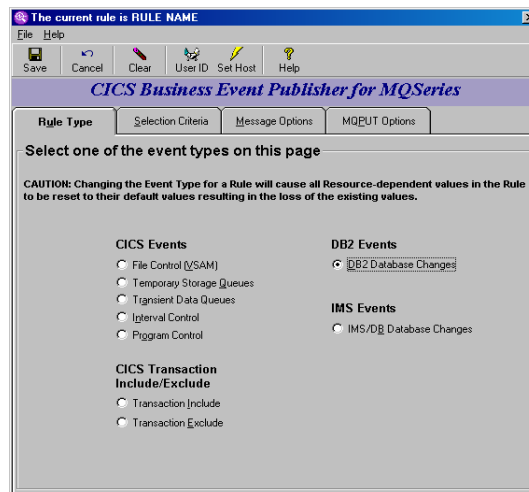 The current rule is RULE NAME
File Help
Save Cancel Clear User ID Set Host Help
CICS Business Event Publisher for MQSeries
Rule Type Selection Criteria Message Options MQPUT Options
Select one of the event types on this page
CAUTION: Changing the Event Type for a Rule will cause all Resource-dependent values in the Rule
to be reset to their default values resulting in the loss of the existing values.
CICS Events
File Control (VSAM)
Temporary Storage Queues
Transient Data Queues
Interval Control
Program Control
CICS Transaction
Include/Exclude
Transaction Include
Transaction Exclude
DB2 Events
DB2 Database Changes
IMS Events
IMS/DB Database Changes